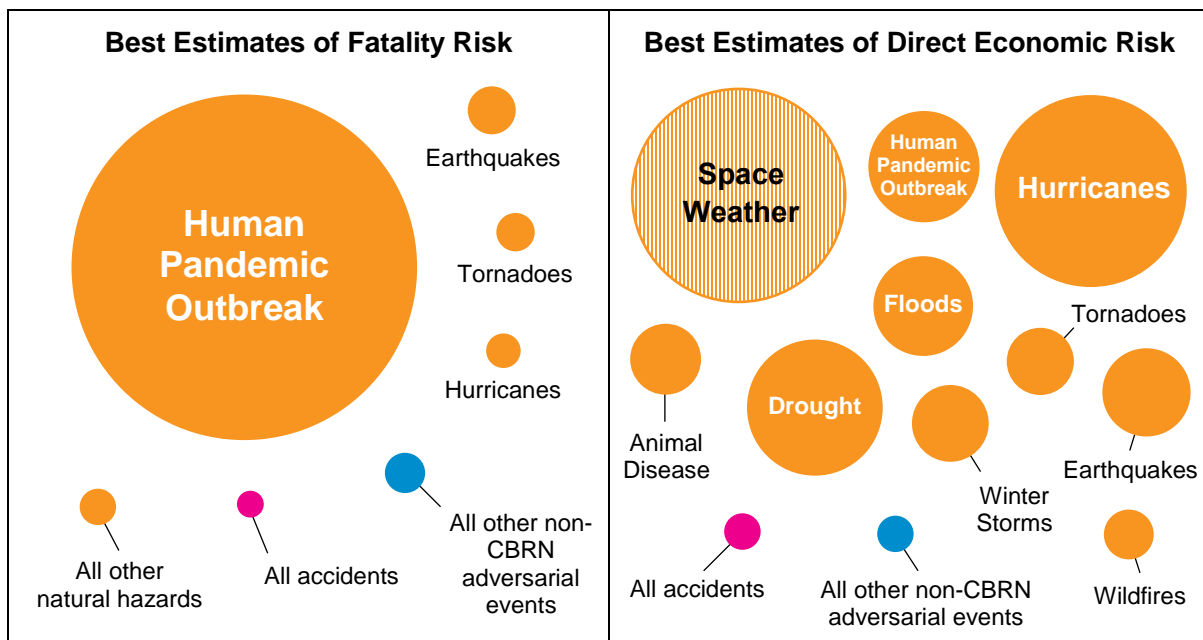 Best Estimates of Fatality Risk
Human
Pandemic
Outbreak
Earthquakes
Tornadoes
Hurricanes
All other
natural hazards
All accidents
All other non-
CBRN
adversarial
events
Best Estimates of Direct Economic Risk
Space
Weather
Human
Pandemic
Outbreak
Hurricanes
Floods
Tornadoes
Animal
Disease
Drought
Winter
Storms
Earthquakes
All accidents
All other non-CBRN
adversarial events
Wildfires